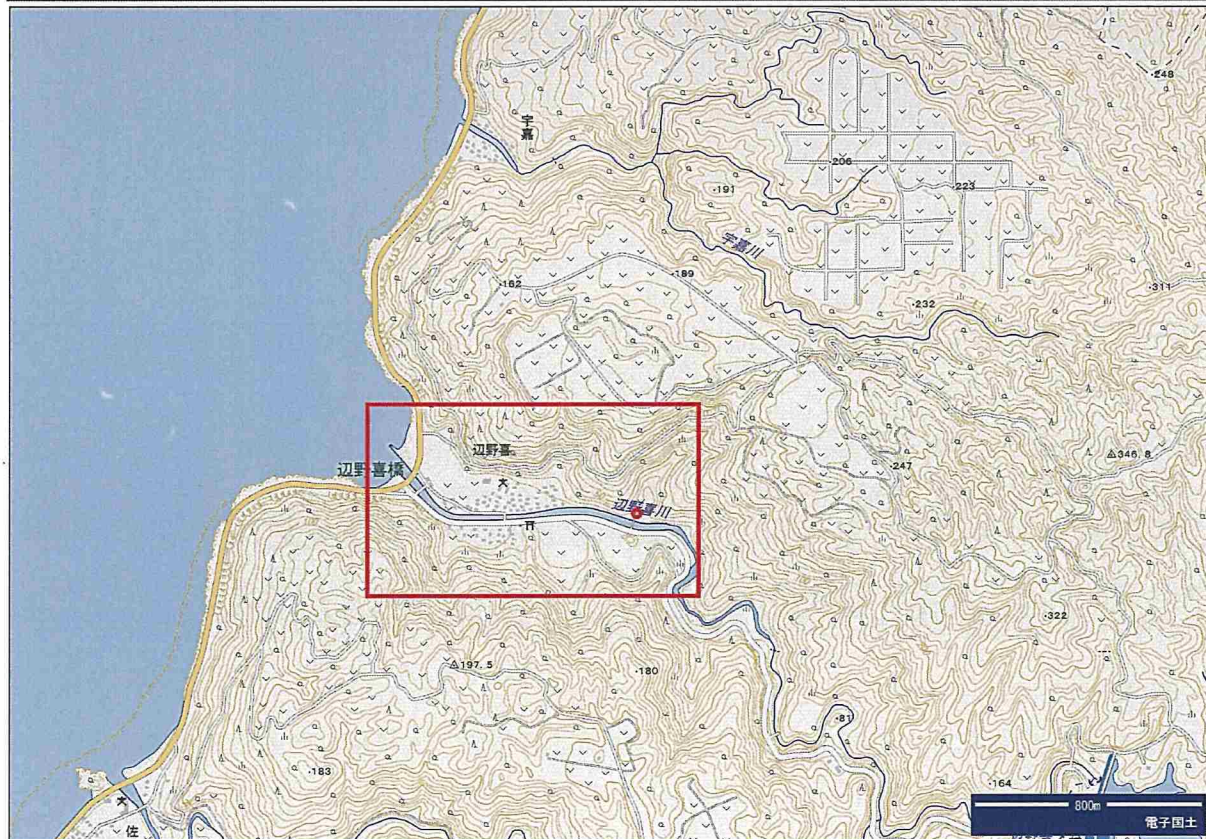 ・248
宇嘉
・206
・191
・223
宇嘉川
・189
・162
・311
・232
辺野喜
△346.8
辺野喜橋
・247
文
辺野喜川
・322
△197.5
・180
・81
・183
・164
文
佐
800m
電子国土